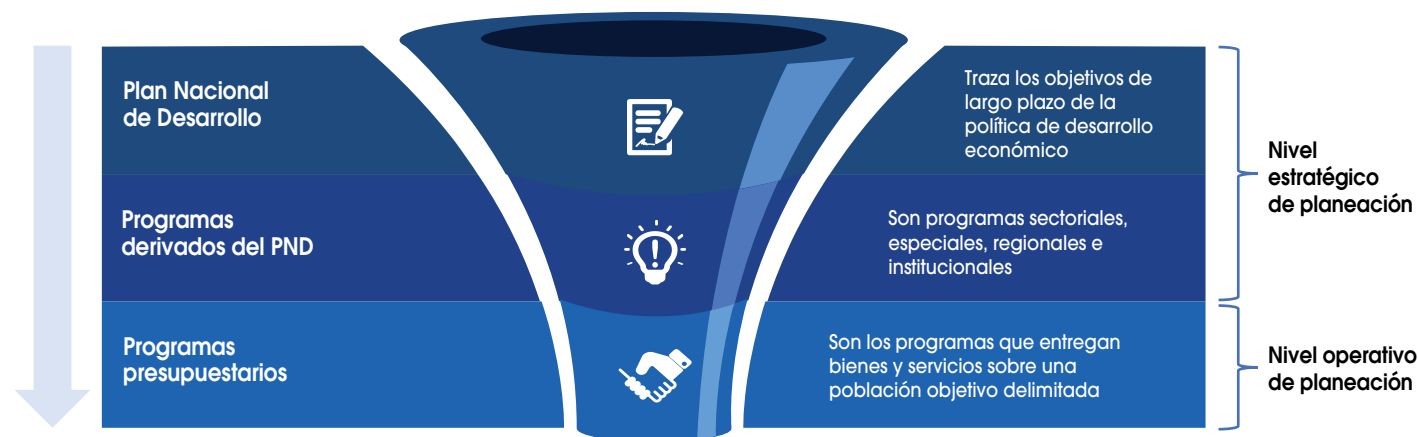 Plan Nacional
de Desarrollo
Traza los objetivos de
largo plazo de la
política de desarrollo
económico
Programas
derivados del PND
Son programas sectoriales,
especiales, regionales e
institucionales
Nivel
estratégico
de planeación
Programas
presupuestarios
Son los programas que entregan
bienes y servicios sobre una
población objetivo delimitada
Nivel operativo
de planeación